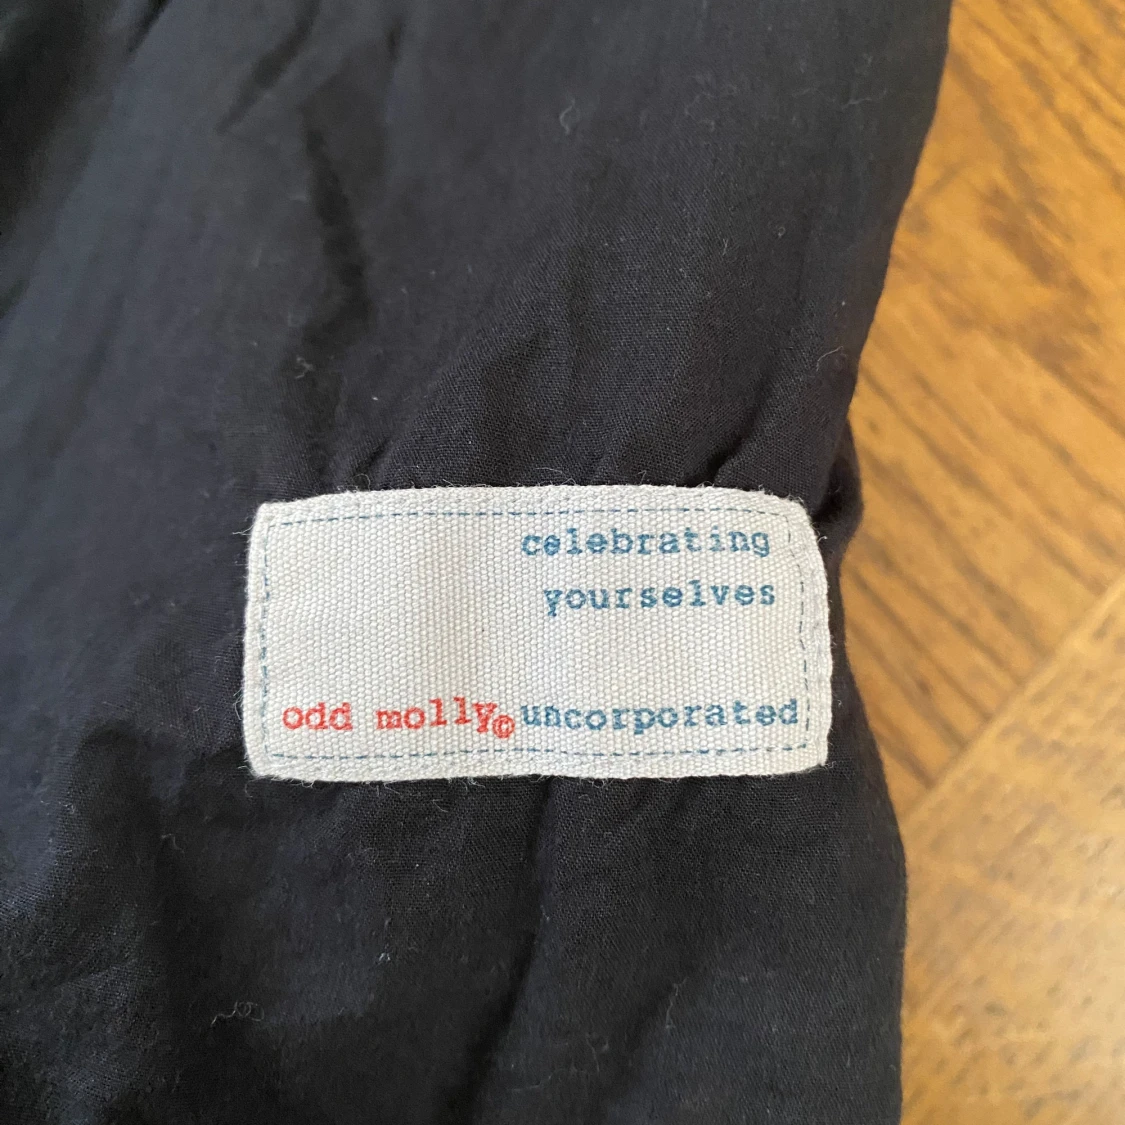 celebrating
yourselves
odd molly© uncorporated